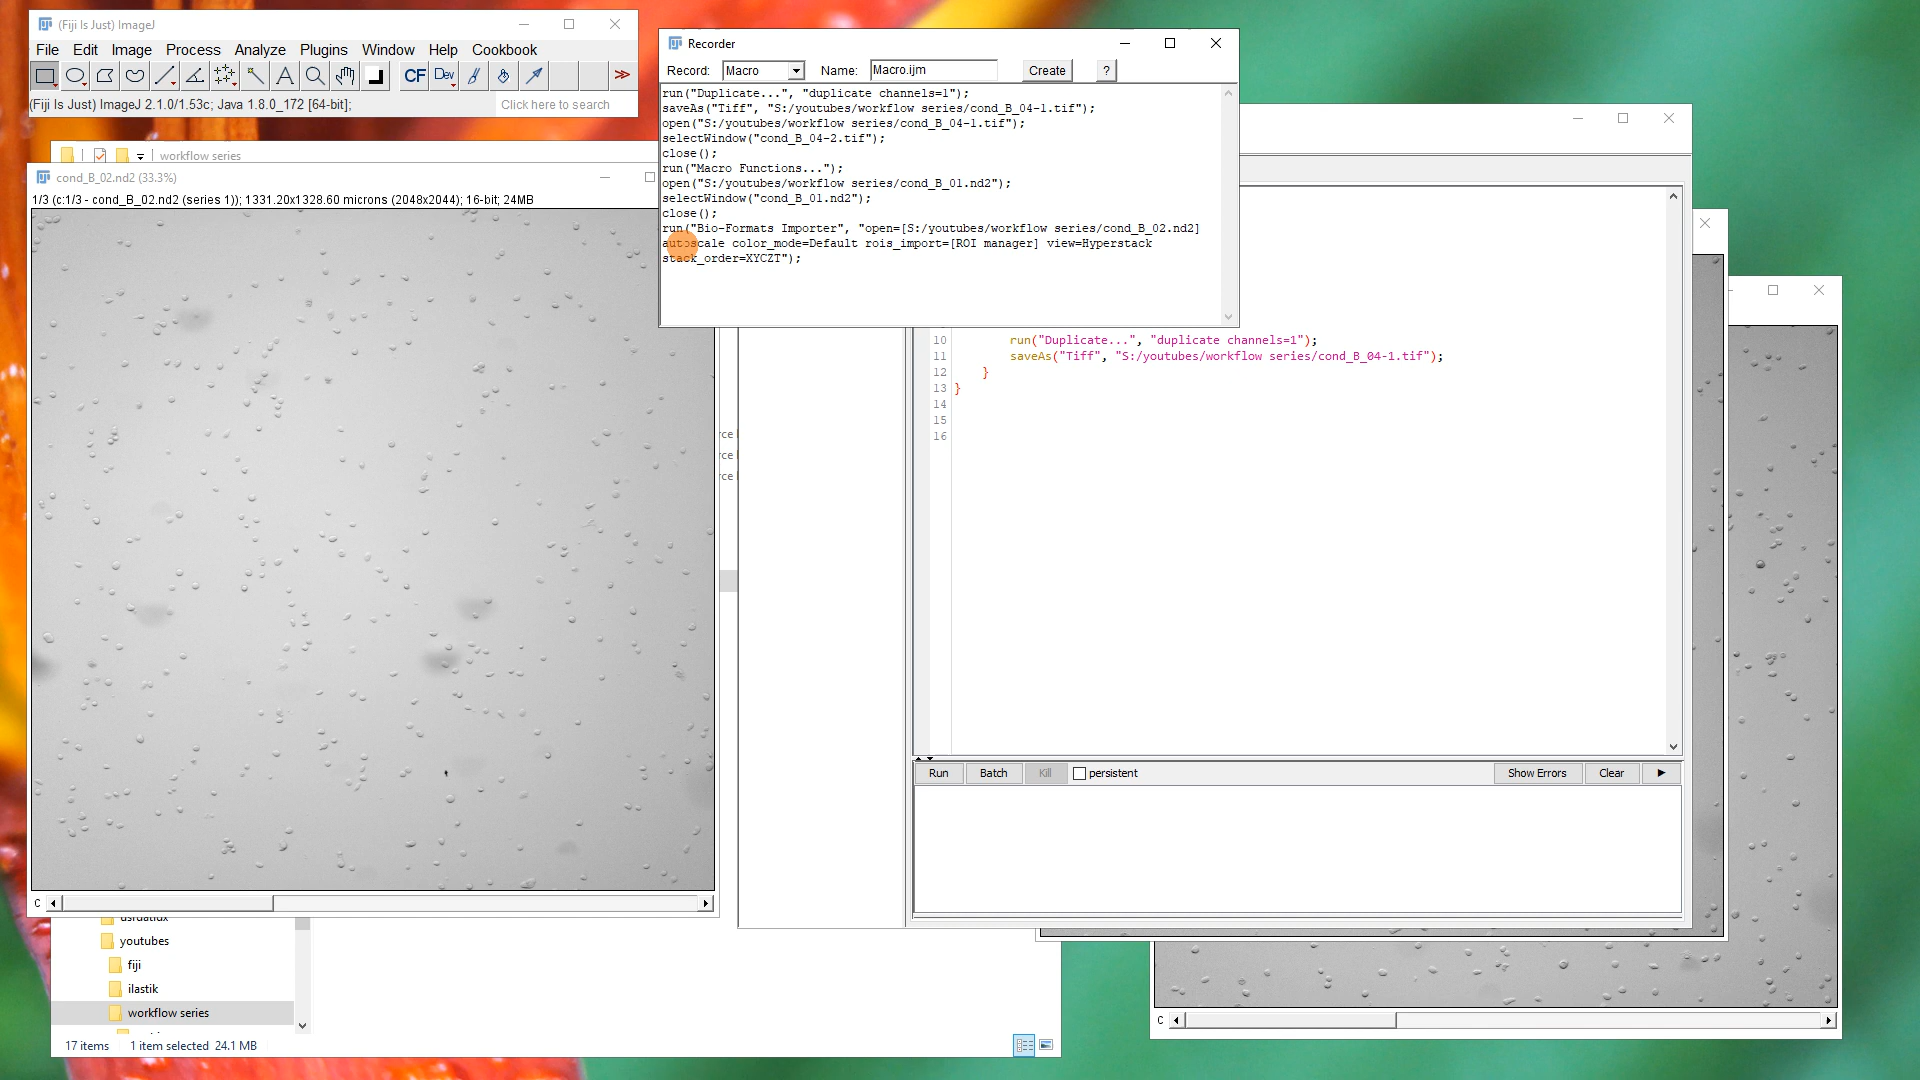 (Fiji Is Just) ImageJ
File Edit Image Process Analyze Plugins Window Help Cookbook
CF Dev
(Fiji Is Just) ImageJ 2.1.0/1.53c; Java 1.8.0_172 [64-bit];
Click here to search
workflow series
cond_B_02.nd2 (33.3%)
1/3 (c:1/3 - cond_B_02.nd2 (series 1)); 1331.20x1328.60 microns (2048x2044); 16-bit; 24MB
Recorder
Record: Macro Name: Macro.ijm Create ?
run("Duplicate...", "duplicate channels=1");
saveAs("Tiff", "S:/youtubes/workflow series/cond_B_04-1.tif");
open("S:/youtubes/workflow series/cond_B_04-1.tif");
selectWindow("cond_B_04-2.tif");
close();
run("Macro Functions...");
open("S:/youtubes/workflow series/cond_B_01.nd2");
selectWindow("cond_B_01.nd2");
close();
run("Bio-Formats Importer", "open=[S:/youtubes/workflow series/cond_B_02.nd2]
autoscale color_mode=Default rois_import=[ROI manager] view=Hyperstack
stack_order=XYCZT");
10 run("Duplicate...", "duplicate channels=1");
11 saveAs("Tiff", "S:/youtubes/workflow series/cond_B_04-1.tif");
12 }
13 }
14
15
16
rce
rce
rce
Run Batch Kill persistent Show Errors Clear
C
youtubes
fiji
ilastik
workflow series
17 items 1 item selected 24.1 MB
C